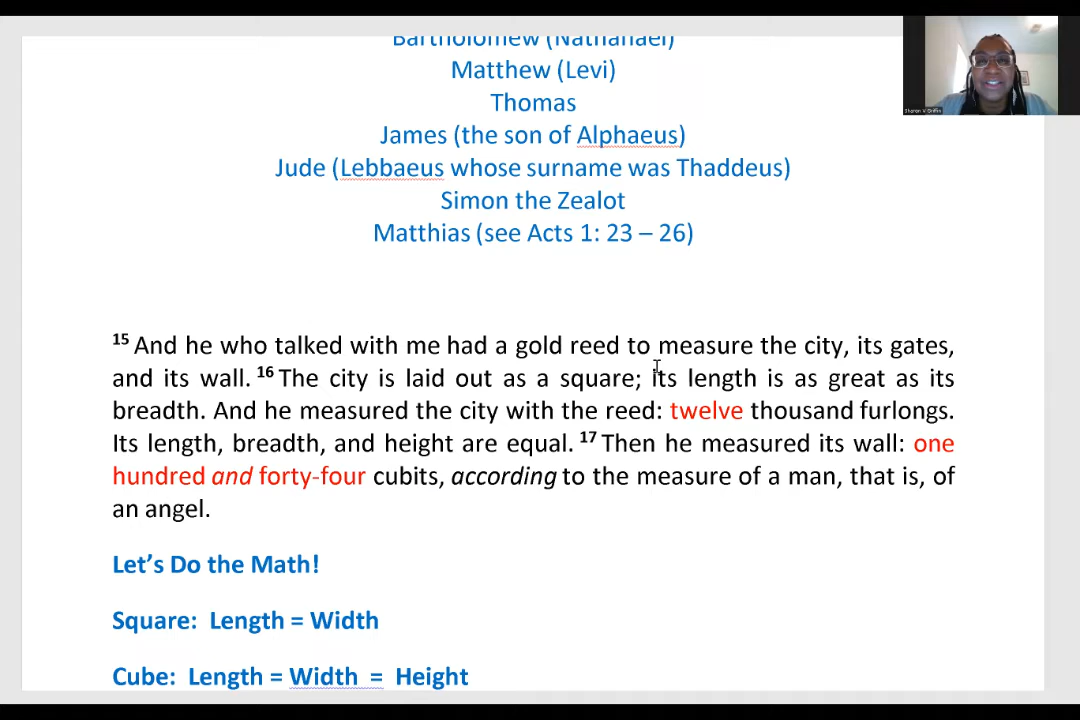 Bartholomew (Nathanael)
Matthew (Levi)
Thomas
James (the son of Alphaeus)
Jude (Lebbaeus whose surname was Thaddeus)
Simon the Zealot
Matthias (see Acts 1: 23 – 26)
15 And he who talked with me had a gold reed to measure the city, its gates,
and its wall. 16 The city is laid out as a square; its length is as great as its
breadth. And he measured the city with the reed: twelve thousand furlongs.
Its length, breadth, and height are equal. 17 Then he measured its wall: one
hundred and forty-four cubits, according to the measure of a man, that is, of
an angel.
Let's Do the Math!
Square:  Length = Width
Cube:  Length = Width  =  Height
Sharon V Griffin